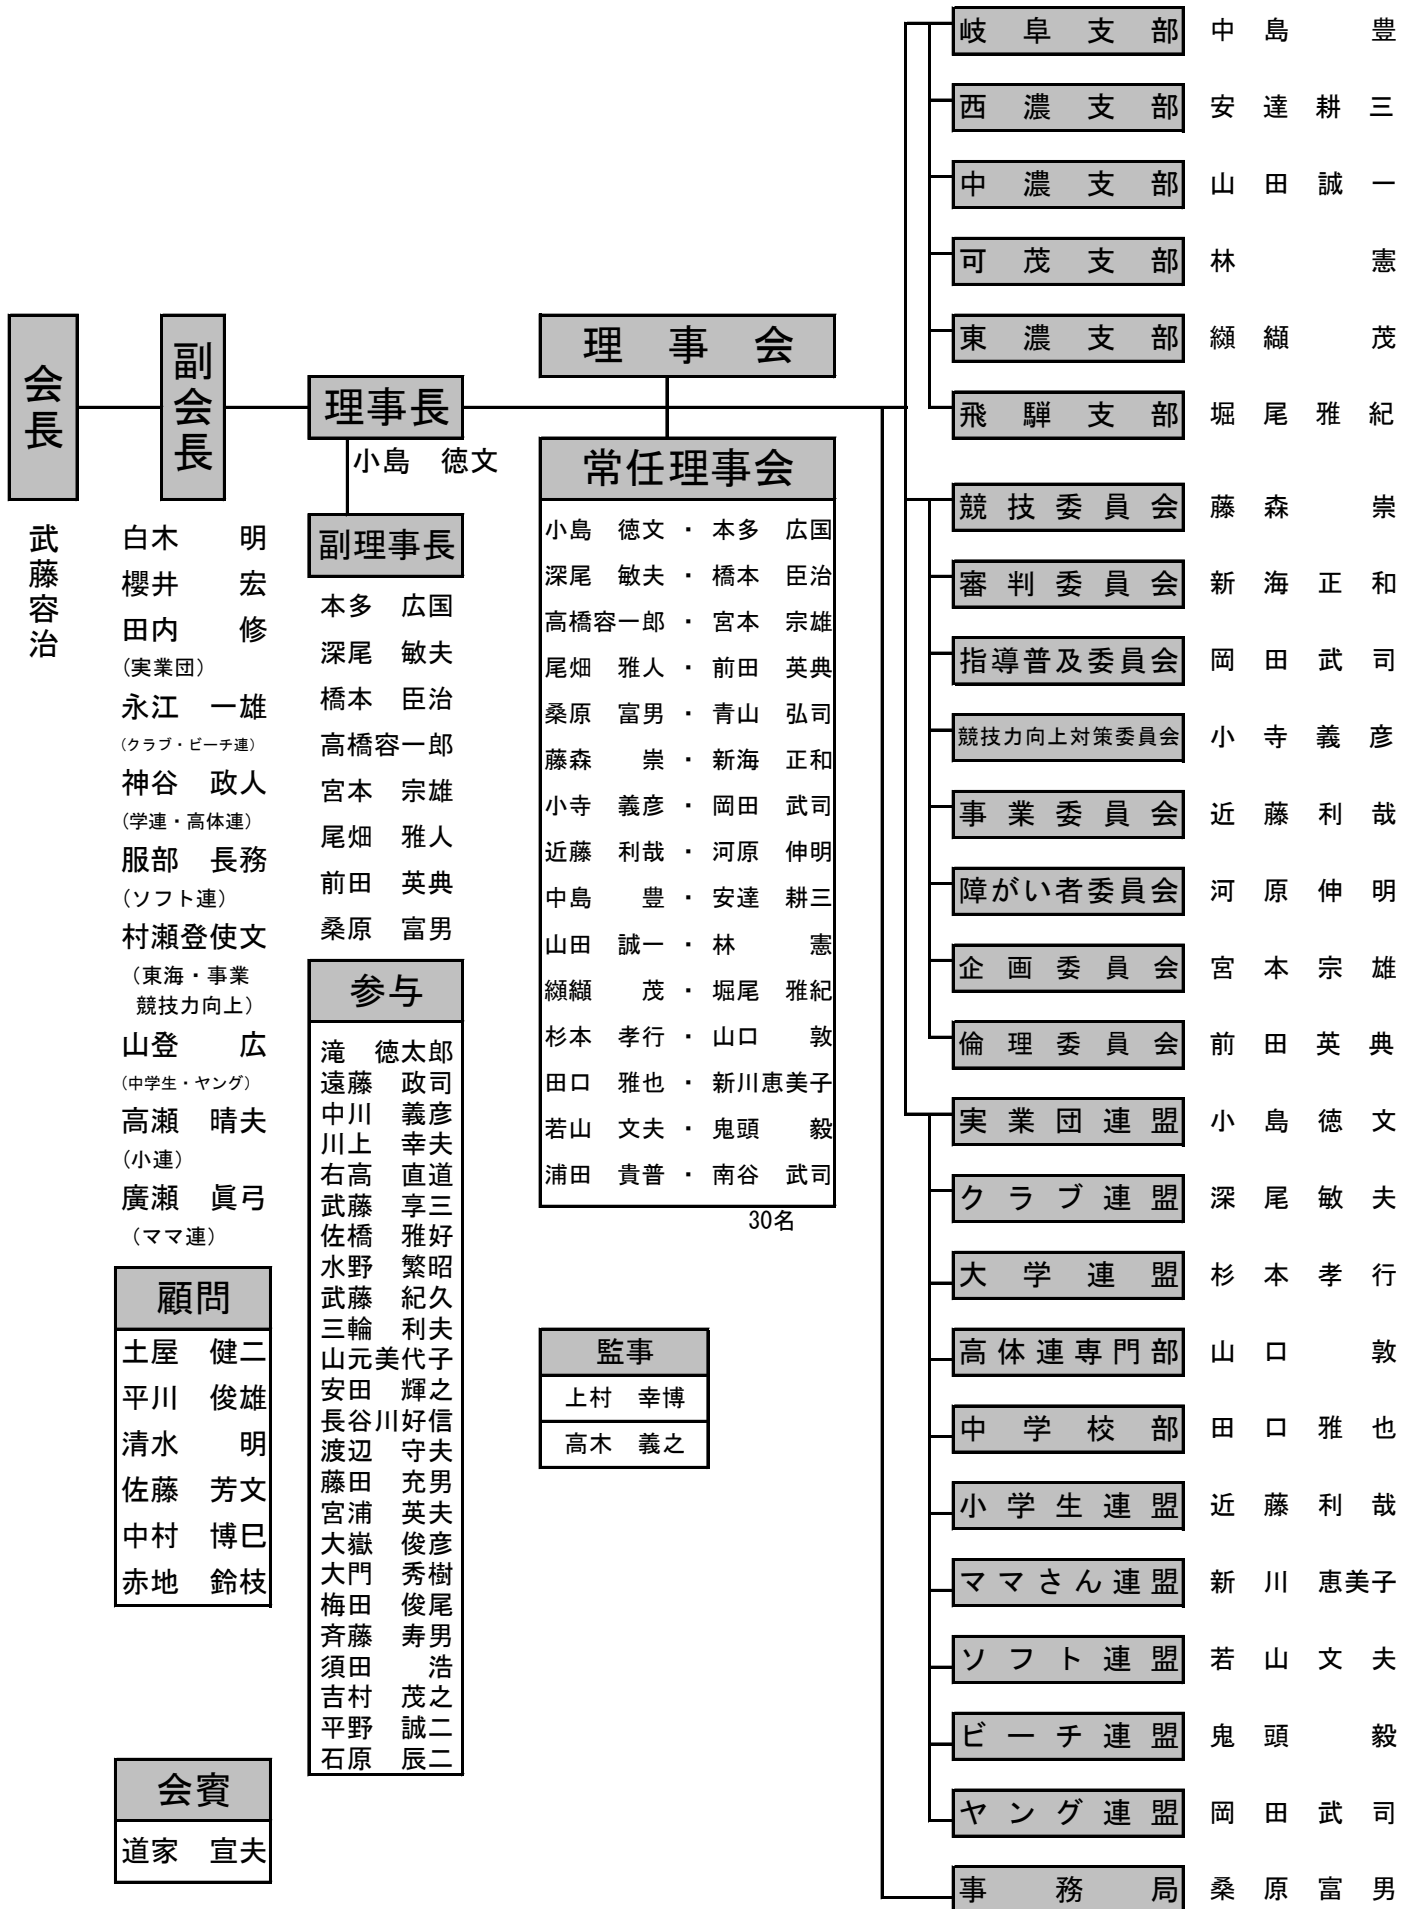 会長
武藤容治
副会長
白木　明
櫻井　宏
田内　修
(実業団)
永江　一雄
(クラブ・ビーチ連)
神谷　政人
(学連・高体連)
服部　長務
(ソフト連)
村瀬登使文
(東海・事業
競技力向上)
山登　広
(中学生・ヤング)
高瀬　晴夫
(小連)
廣瀬　眞弓
(ママ連)
顧問
土屋　健二
平川　俊雄
清水　明
佐藤　芳文
中村　博巳
赤地　鈴枝
会賓
道家　宣夫
理事長
小島　徳文
副理事長
本多　広国
深尾　敏夫
橋本　臣治
高橋容一郎
宮本　宗雄
尾畑　雅人
前田　英典
桑原　富男
参与
滝　徳太郎
遠藤　政司
中川　義彦
川上　幸夫
右高　直道
武藤　享三
佐橋　雅好
水野　繁昭
武藤　紀久
三輪　利夫
山元美代子
安田　輝之
長谷川好信
渡辺　守夫
藤田　充男
宮浦　英夫
大嶽　俊彦
大門　秀樹
梅田　俊尾
斉藤　寿男
須田　浩
吉村　茂之
平野　誠二
石原　辰二
理事会
常任理事会
小島　徳文 ・ 本多　広国
深尾　敏夫 ・ 橋本　臣治
高橋容一郎 ・ 宮本　宗雄
尾畑　雅人 ・ 前田　英典
桑原　富男 ・ 青山　弘司
藤森　崇 ・ 新海　正和
小寺　義彦 ・ 岡田　武司
近藤　利哉 ・ 河原　伸明
中島　豊 ・ 安達　耕三
山田　誠一 ・ 林　憲
纐纈　茂 ・ 堀尾　雅紀
杉本　孝行 ・ 山口　敦
田口　雅也 ・ 新川恵美子
若山　文夫 ・ 鬼頭　毅
浦田　貴普 ・ 南谷　武司
30名
監事
上村　幸博
高木　義之
岐阜支部　中島　豊
西濃支部　安達耕三
中濃支部　山田誠一
可茂支部　林　憲
東濃支部　纐纈　茂
飛騨支部　堀尾雅紀
競技委員会　藤森　崇
審判委員会　新海正和
指導普及委員会　岡田武司
競技力向上対策委員会　小寺義彦
事業委員会　近藤利哉
障がい者委員会　河原伸明
企画委員会　宮本宗雄
倫理委員会　前田英典
実業団連盟　小島徳文
クラブ連盟　深尾敏夫
大学連盟　杉本孝行
高体連専門部　山口　敦
中学校部　田口雅也
小学生連盟　近藤利哉
ママさん連盟　新川恵美子
ソフト連盟　若山文夫
ビーチ連盟　鬼頭　毅
ヤング連盟　岡田武司
事務局　桑原富男